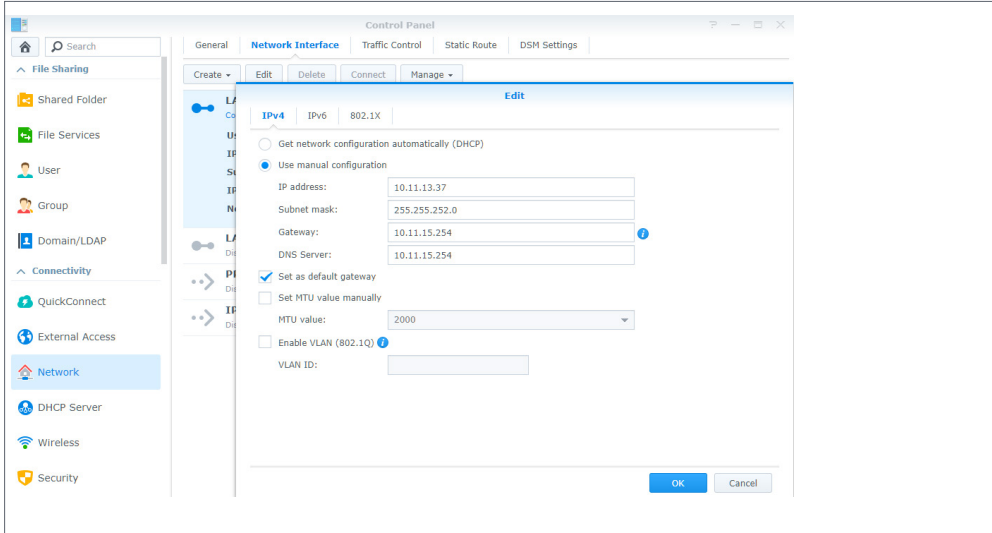 Control Panel
Search
General Network Interface Traffic Control Static Route DSM Settings
File Sharing
Create Edit Delete Connect Manage
Shared Folder
File Services
User
Group
Domain/LDAP
Connectivity
QuickConnect
External Access
Network
DHCP Server
Wireless
Security
Edit
IPv4 IPv6 802.1X
Get network configuration automatically (DHCP)
Use manual configuration
IP address: 10.11.13.37
Subnet mask: 255.255.252.0
Gateway: 10.11.15.254
DNS Server: 10.11.15.254
Set as default gateway
Set MTU value manually
MTU value: 2000
Enable VLAN (802.1Q)
VLAN ID:
OK Cancel